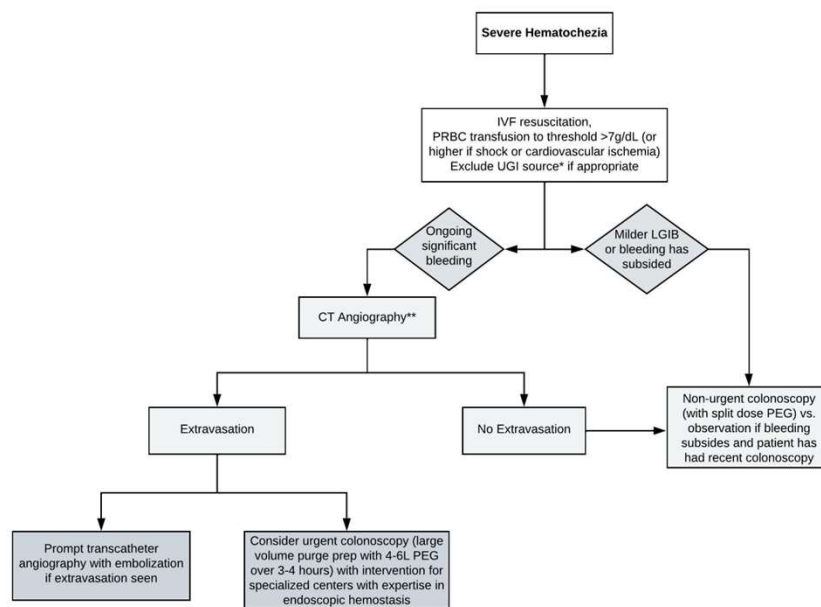 Severe Hematochezia
IVF resuscitation,
PRBC transfusion to threshold >7g/dL (or
higher if shock or cardiovascular ischemia)
Exclude UGI source* if appropriate
Ongoing
significant
bleeding
Milder LGIB
or bleeding has
subsided
CT Angiography**
Extravasation
No Extravasation
Non-urgent colonoscopy
(with split dose PEG) vs.
observation if bleeding
subsides and patient has
had recent colonoscopy
Prompt transcatheter
angiography with embolization
if extravasation seen
Consider urgent colonoscopy (large
volume purge prep with 4-6L PEG
over 3-4 hours) with intervention for
specialized centers with expertise in
endoscopic hemostasis